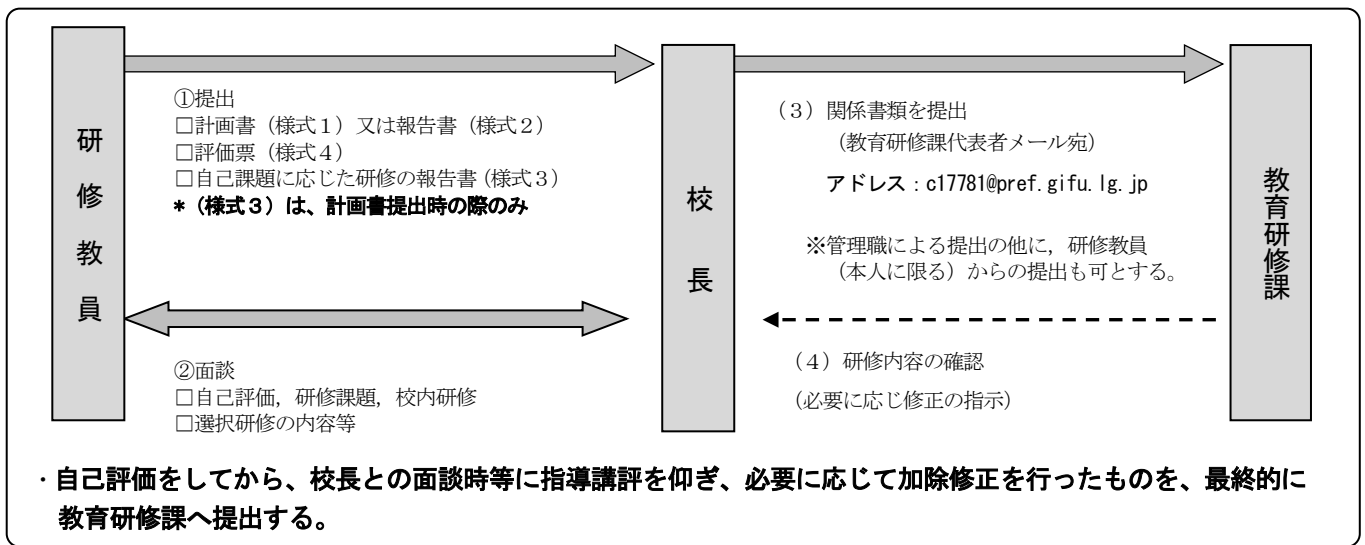 研修教員
①提出
□計画書（様式１）又は報告書（様式２）
□評価票（様式４）
□自己課題に応じた研修の報告書（様式３）
*（様式３）は、計画書提出時の際のみ
②面談
□自己評価，研修課題，校内研修
□選択研修の内容等
校長
（３）関係書類を提出
（教育研修課代表者メール宛）
アドレス：c17781@pref.gifu.lg.jp
※管理職による提出の他に，研修教員
（本人に限る）からの提出も可とする。
（４）研修内容の確認
(必要に応じ修正の指示)
教育研修課
・自己評価をしてから、校長との面談時等に指導講評を仰ぎ、必要に応じて加除修正を行ったものを、最終的に
教育研修課へ提出する。